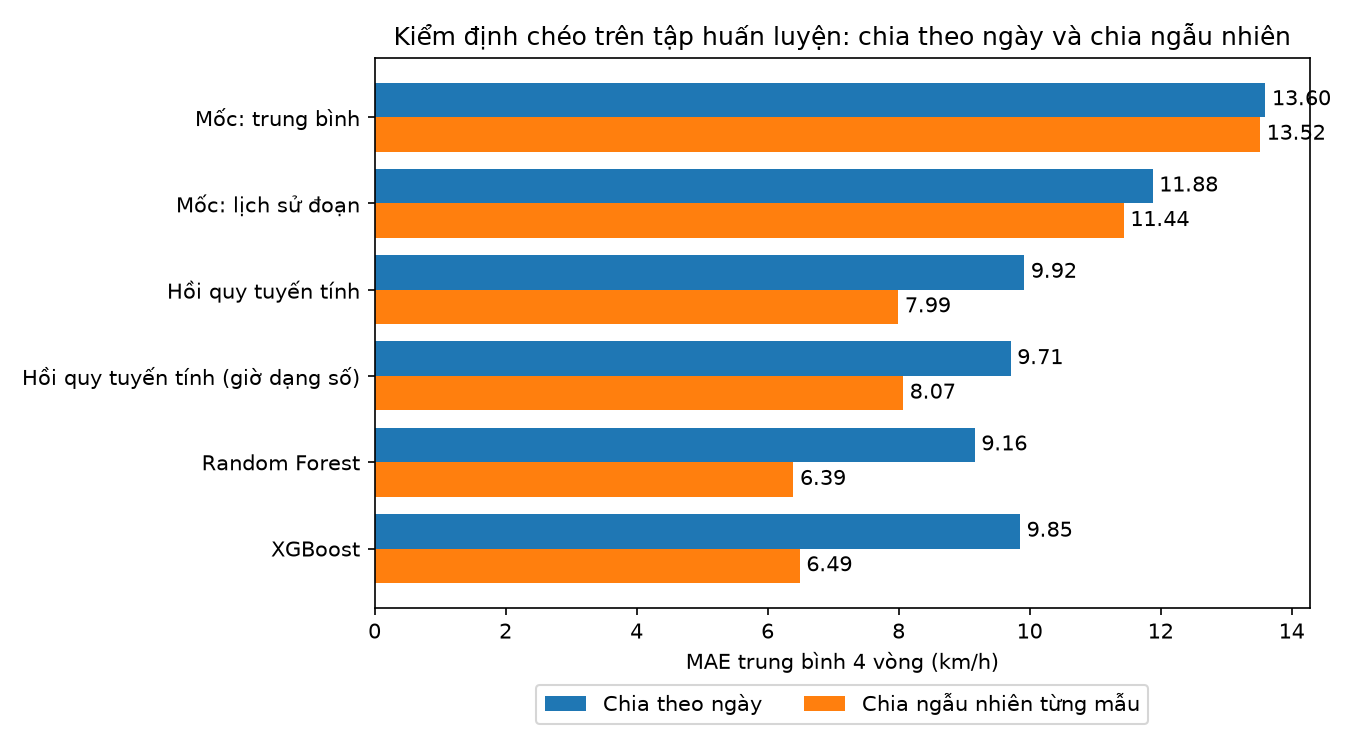 Kiểm định chéo trên tập huấn luyện: chia theo ngày và chia ngẫu nhiên
Mốc: trung bình
13.60
13.52
Mốc: lịch sử đoạn
11.88
11.44
Hồi quy tuyến tính
9.92
7.99
Hồi quy tuyến tính (giờ dạng số)
9.71
8.07
Random Forest
9.16
6.39
XGBoost
9.85
6.49
0 2 4 6 8 10 12 14
MAE trung bình 4 vòng (km/h)
Chia theo ngày Chia ngẫu nhiên từng mẫu